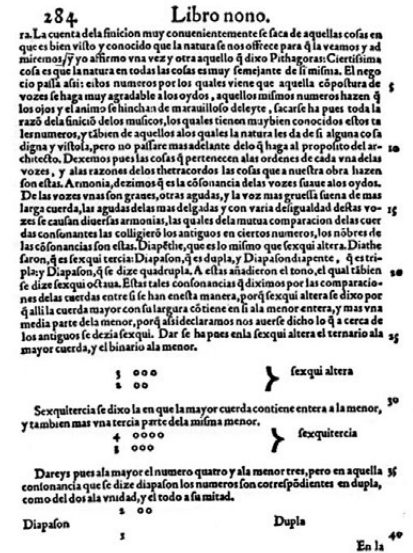 284. Libro nono.
ra. La cuenta dela finicion muy conuenientemente se saca de aquellas cosas en
que es bien visto y conocido que la natura se nos offrece para q̃ la veamos y ad
miremos, y yo affirmo vna vez y otra aquello q̃ dixo Pithagoras: Ciertissima
cosa es que la natura en todas las cosas es muy semejante de si misma. El nego
cio passa assi: estos numeros por los quales viene que aquella cõpostura de 5
vozes se haga muy agradable a los oydos, aquellos mismos numeros hazen q̃
los ojos y el animo se hinchan de marauilloso deleyte, sacarse ha pues toda la
razõ dela finiciõ delos musicos, los quales tienen muy bien conocidos estos ta
les numeros, y tãbien de aquellos alos quales la natura les da de si alguna cosa
digna y vistosa, pero no passare mas adelante delo q̃ haga al proposito del ar- 10
chitecto. Dexemos pues las cosas q̃ pertenecen alas ordenes de cada vna delas
vozes, y alas razones delos thetracordos las cosas que a nuestra obra hazen
son estas. Armonia, dezimos q̃ es la cõsonancia delas vozes suaue alos oydos.
De las vozes vnas son graues, otras agudas, y la voz mas gruessa suena de mas
larga cuerda, las agudas delas mas delgadas y con varia desigualdad destas vo 15
zes se causan diuersas armonias, las quales dela mutua comparacion delas cuer
das consonantes las colligerõ los antiguos en ciertos numeros, los nõbres de
las cõsonancias son estas. Diapẽthe, que es lo mismo que sexqui altera. Diathe
saron, q̃ es sexqui tercia: Diapason, q̃ es dupla, y Diapason diapente, q̃ es tri-
pla: y Diapasõn, q̃ se dize quadrupla. A estas añadieron el tono, el qual tãbien 20
se dize sexqui octaua. Estas tales consonancias q̃ diximos por las comparacio-
nes delas cuerdas entre si se han enesta manera, porq̃ sexqui altera se dixo por
q̃ alli la cuerda mayor con su largura cõtiene en si ala menor entera, y mas vna
media parte dela menor, porq̃ assi declaramos nos auerse dicho lo q̃ a cerca de
los antiguos se dezia sexqui. Dar se ha pues enla sexqui altera el ternario ala
mayor cuerda, y el binario ala menor.
3 ooo
2 oo
sexqui altera
Sexquitercia se dixo la en que la mayor cuerda contiene entera a la menor, 30
y tambien mas vna tercia parte dela misma menor.
4 oooo
3 ooo
sexquitercia
Dareys pues ala mayor el numero quatro y ala menor tres, pero en aquella 35
consonancia que se dize diapason los numeros son correspõdientes en dupla,
como del dos ala vnidad, y el todo a su mitad.
2 oo
Diapason Dupla
1
40
En la